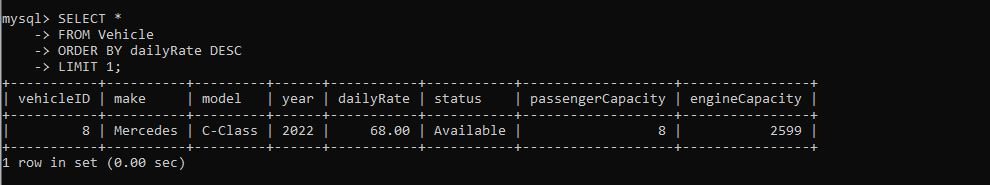 mysql> SELECT *
    -> FROM Vehicle
    -> ORDER BY dailyRate DESC
    -> LIMIT 1;
+-----------+----------+---------+------+-----------+-----------+-------------------+----------------+
| vehicleID | make     | model   | year | dailyRate | status    | passengerCapacity | engineCapacity |
+-----------+----------+---------+------+-----------+-----------+-------------------+----------------+
|         8 | Mercedes | C-Class | 2022 |     68.00 | Available |                 8 |           2599 |
+-----------+----------+---------+------+-----------+-----------+-------------------+----------------+
1 row in set (0.00 sec)